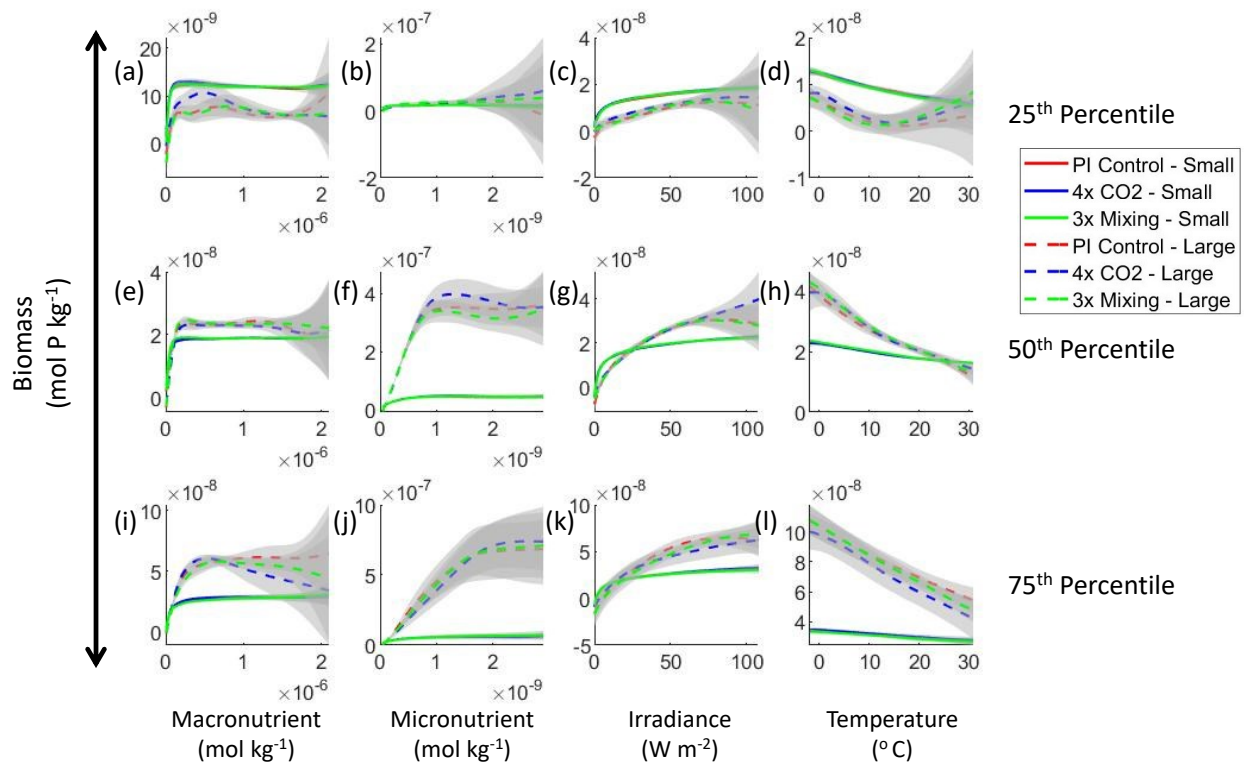 ×10⁻⁹
×10⁻⁷
×10⁻⁸
×10⁻⁸
(a)
(b)
(c)
(d)
20
10
0
2
0
-2
4
2
0
-2
2
1
0
-1
0 1 2
0 1 2
0 50 100
0 10 20 30
×10⁻⁶
×10⁻⁹
25th Percentile
PI Control - Small
4x CO2 - Small
3x Mixing - Small
PI Control - Large
4x CO2 - Large
3x Mixing - Large
×10⁻⁸
×10⁻⁷
×10⁻⁸
×10⁻⁸
(e)
(f)
(g)
(h)
4
2
0
4
2
0
4
2
0
4
2
0
0 1 2
0 1 2
0 50 100
0 10 20 30
×10⁻⁶
×10⁻⁹
50th Percentile
Biomass
(mol P kg⁻¹)
×10⁻⁸
×10⁻⁷
×10⁻⁸
×10⁻⁸
(i)
(j)
(k)
(l)
10
5
0
10
5
0
10
5
0
-5
10
8
6
4
0 1 2
0 1 2
0 50 100
0 10 20 30
×10⁻⁶
×10⁻⁹
75th Percentile
Macronutrient
(mol kg⁻¹)
Micronutrient
(mol kg⁻¹)
Irradiance
(W m⁻²)
Temperature
(° C)